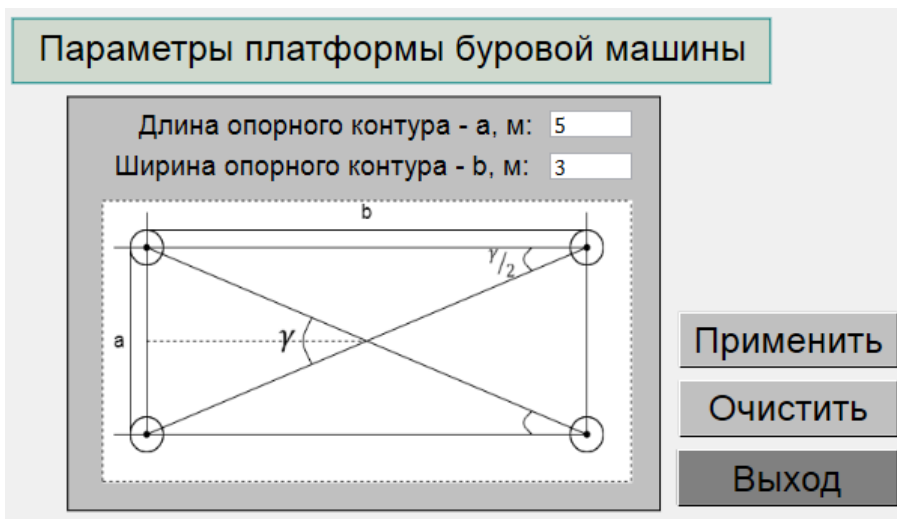 Параметры платформы буровой машины
Длина опорного контура - a, м: 5
Ширина опорного контура - b, м: 3
b
γ/2
a
γ
Применить
Очистить
Выход